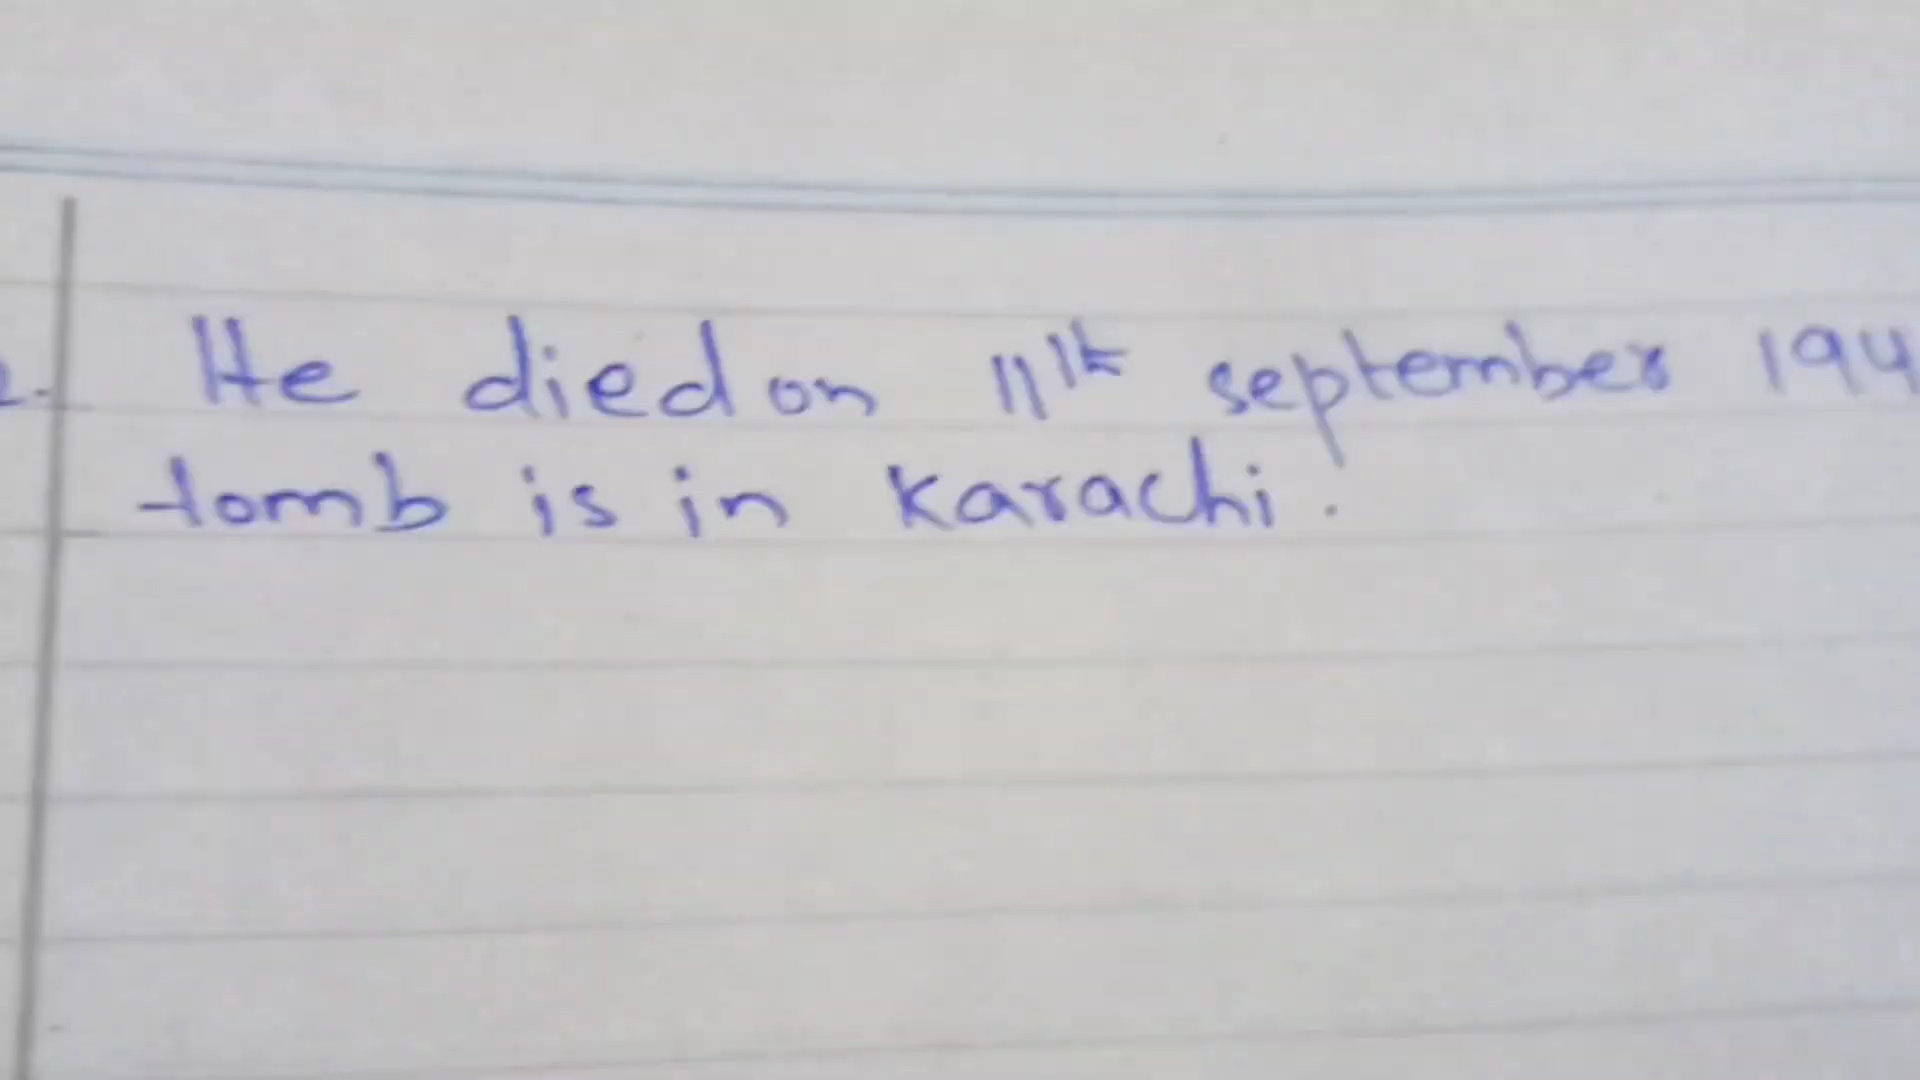 He died on 11th september 194
tomb is in Karachi.